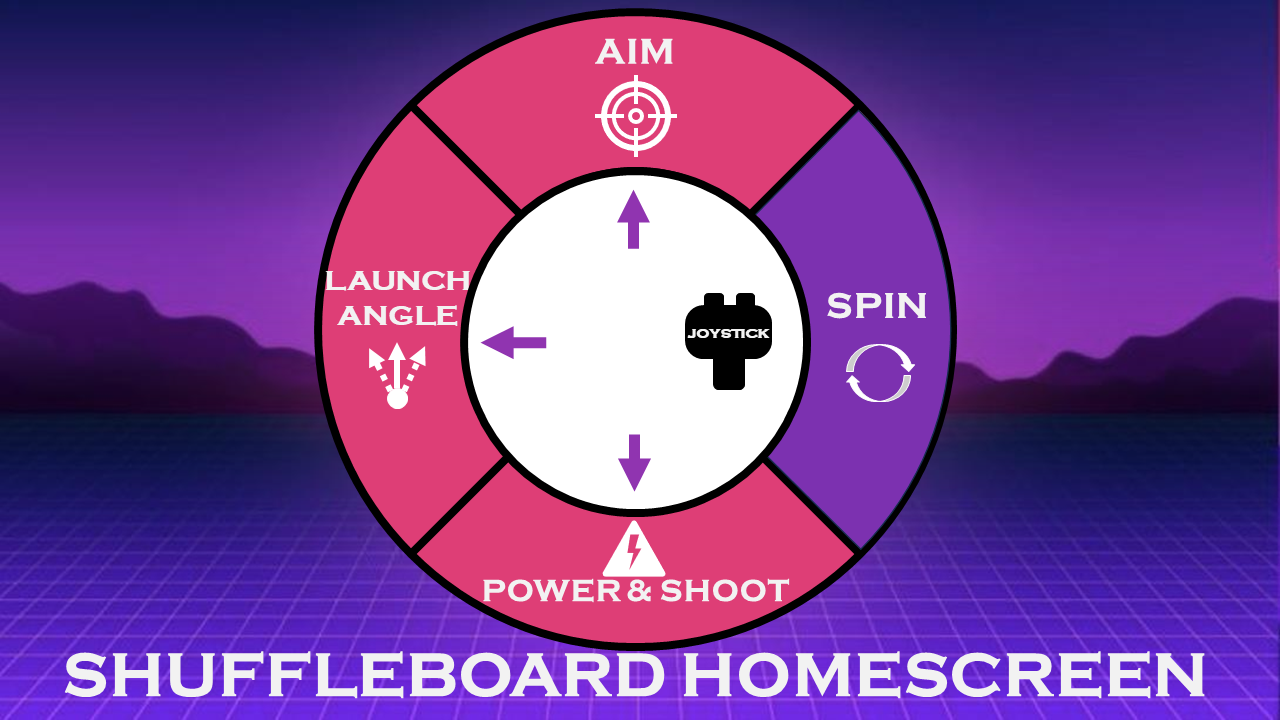 AIM
LAUNCH
ANGLE
SPIN
JOYSTICK
POWER & SHOOT
SHUFFLEBOARD HOMESCREEN